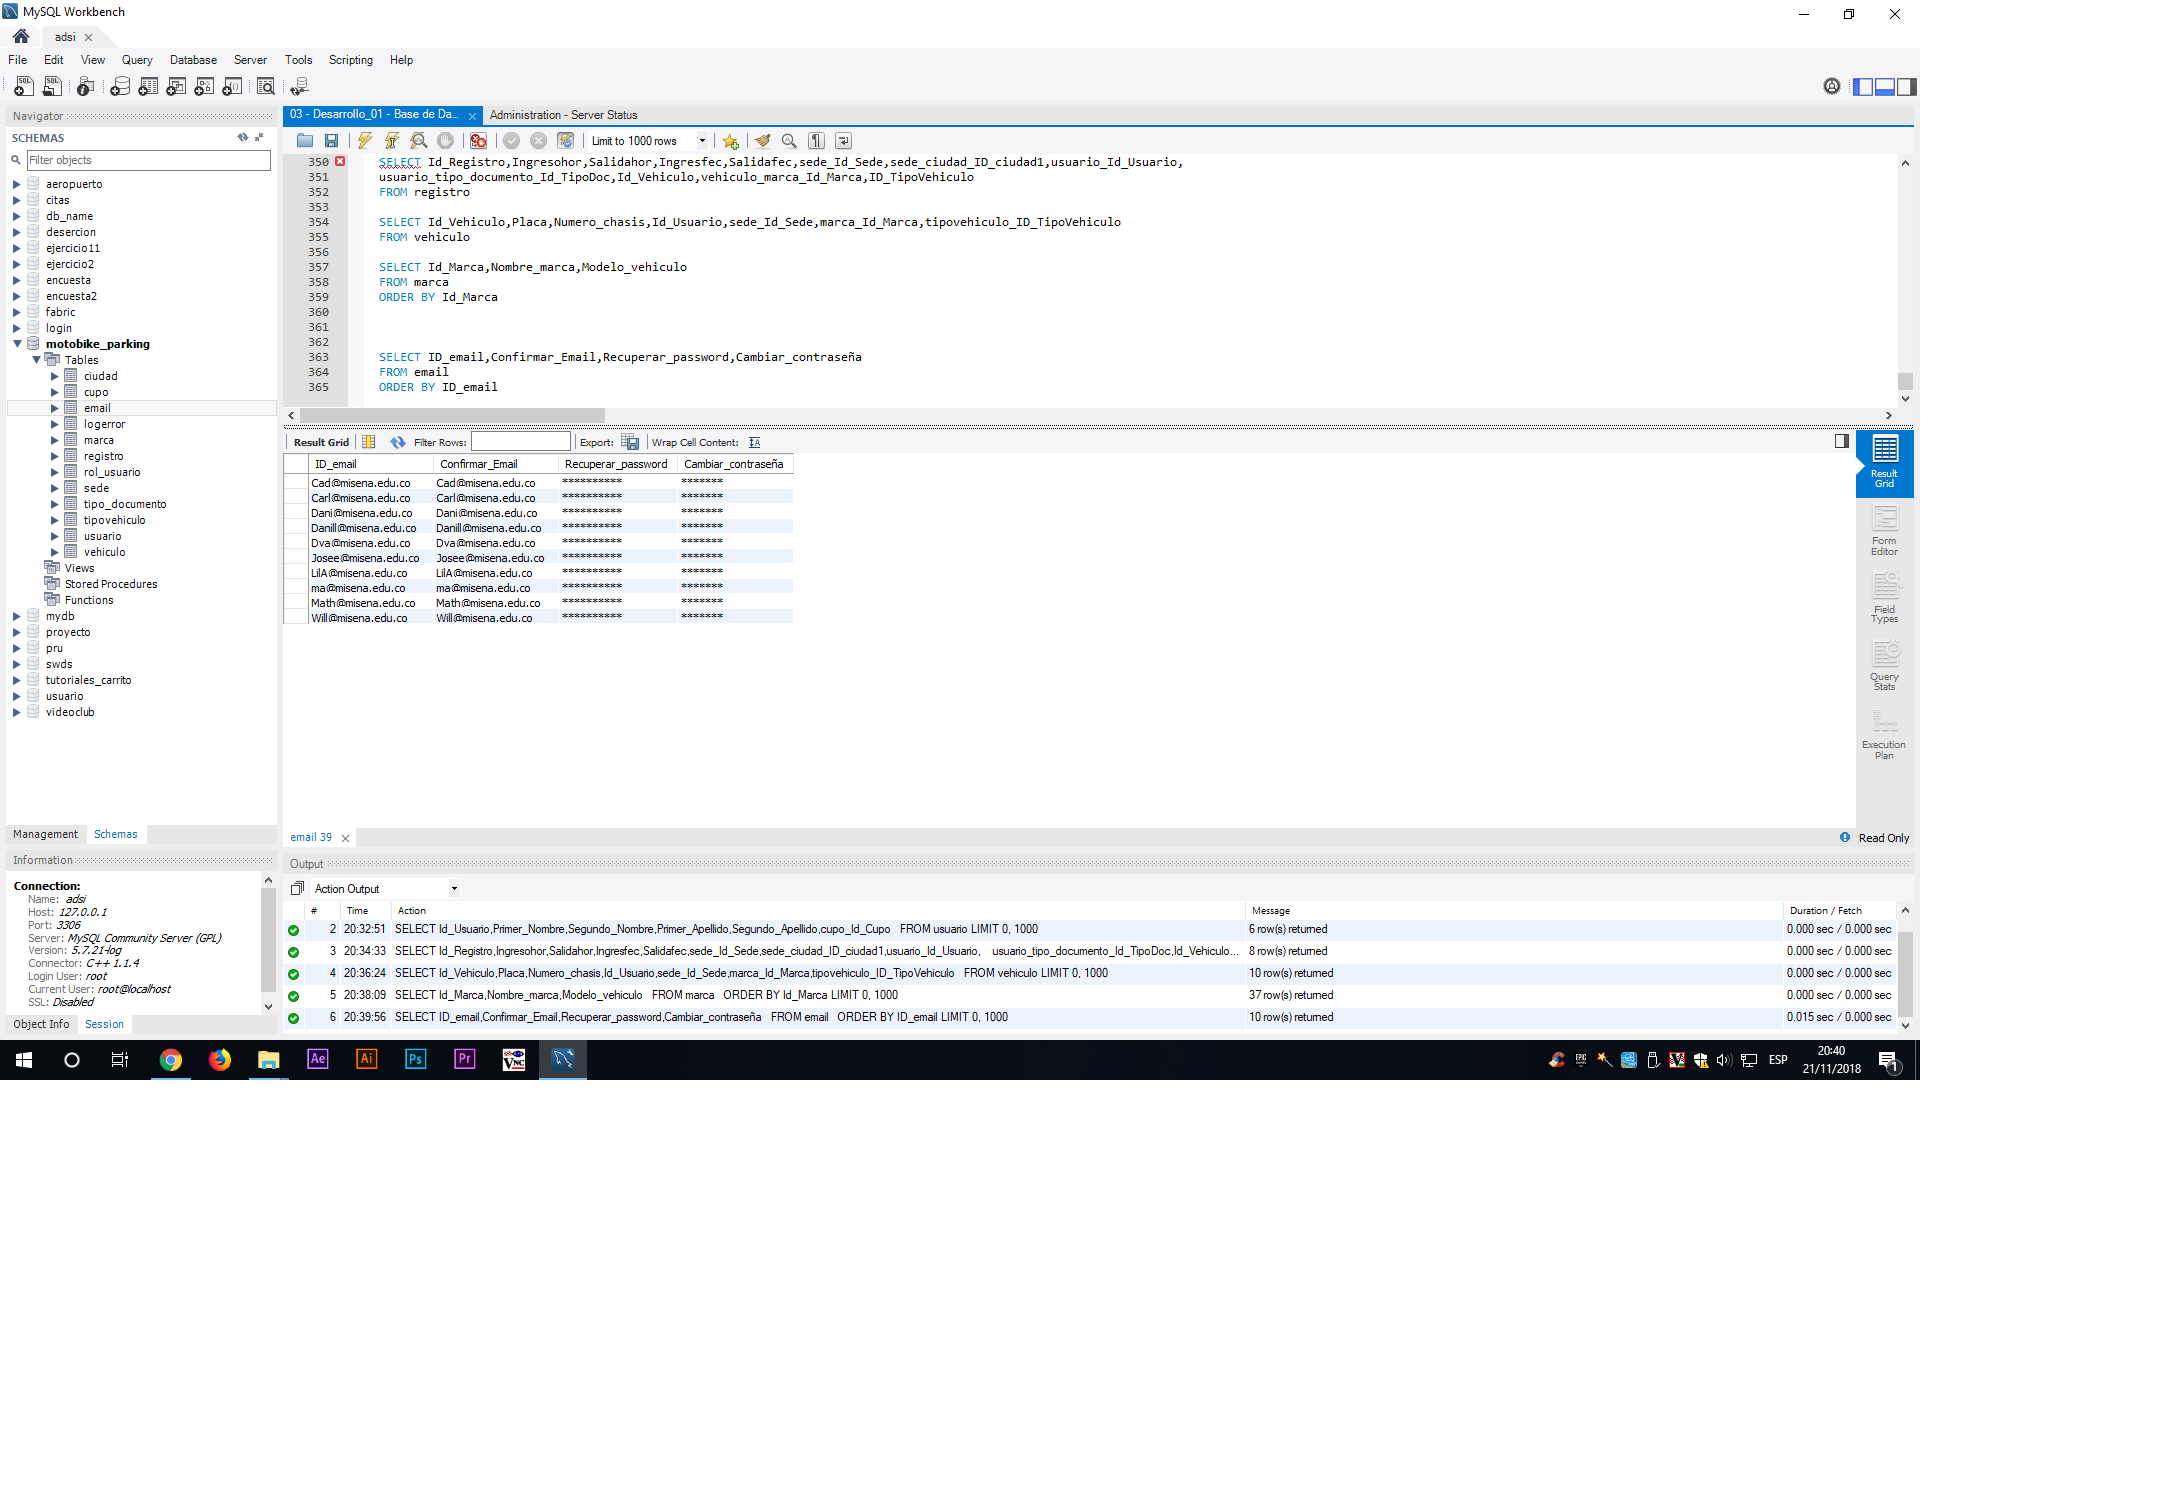 MySQL Workbench
adsi
File Edit View Query Database Server Tools Scripting Help
Navigator
SCHEMAS
Filter objects
aeropuerto
citas
db_name
desercion
ejercicio11
ejercicio2
encuesta
encuesta2
fabric
login
motobike_parking
Tables
ciudad
cupo
email
logerror
marca
registro
rol_usuario
sede
tipo_documento
tipovehiculo
usuario
vehiculo
Views
Stored Procedures
Functions
mydb
proyecto
pru
swds
tutoriales_carrito
usuario
videoclub
Management Schemas
Information
Connection:
Name: adsi
Host: 127.0.0.1
Port: 3306
Server: MySQL Community Server (GPL)
Version: 5.7.21-log
Connector: C++ 1.1.4
Login User: root
Current User: root@localhost
SSL: Disabled
Object Info Session
03 - Desarrollo_01 - Base de Da... Administration - Server Status
Limit to 1000 rows
350 SELECT Id_Registro,Ingresohor,Salidahor,Ingresfec,Salidafec,sede_Id_Sede,sede_ciudad_ID_ciudad1,usuario_Id_Usuario,
351 usuario_tipo_documento_Id_TipoDoc,Id_Vehiculo,vehiculo_marca_Id_Marca,ID_TipoVehiculo
352 FROM registro
353
354 SELECT Id_Vehiculo,Placa,Numero_chasis,Id_Usuario,sede_Id_Sede,marca_Id_Marca,tipovehiculo_ID_TipoVehiculo
355 FROM vehiculo
356
357 SELECT Id_Marca,Nombre_marca,Modelo_vehiculo
358 FROM marca
359 ORDER BY Id_Marca
360
361
362
363 SELECT ID_email,Confirmar_Email,Recuperar_password,Cambiar_contraseña
364 FROM email
365 ORDER BY ID_email
Result Grid Filter Rows: Export: Wrap Cell Content:
ID_email Confirmar_Email Recuperar_password Cambiar_contraseña
Cad@misena.edu.co Cad@misena.edu.co ********** *******
Carl@misena.edu.co Carl@misena.edu.co ********** *******
Dani@misena.edu.co Dani@misena.edu.co ********** *******
Danill@misena.edu.co Danill@misena.edu.co ********** *******
Dva@misena.edu.co Dva@misena.edu.co ********** *******
Josee@misena.edu.co Josee@misena.edu.co ********** *******
LilA@misena.edu.co LilA@misena.edu.co ********** *******
ma@misena.edu.co ma@misena.edu.co ********** *******
Math@misena.edu.co Math@misena.edu.co ********** *******
Will@misena.edu.co Will@misena.edu.co ********** *******
Result
Grid
Form
Editor
Field
Types
Query
Stats
Execution
Plan
email 39 Read Only
Output
Action Output
# Time Action Message Duration / Fetch
2 20:32:51 SELECT Id_Usuario,Primer_Nombre,Segundo_Nombre,Primer_Apellido,Segundo_Apellido,cupo_Id_Cupo FROM usuario LIMIT 0, 1000 6 row(s) returned 0.000 sec / 0.000 sec
3 20:34:33 SELECT Id_Registro,Ingresohor,Salidahor,Ingresfec,Salidafec,sede_Id_Sede,sede_ciudad_ID_ciudad1,usuario_Id_Usuario, usuario_tipo_documento_Id_TipoDoc,Id_Vehiculo... 8 row(s) returned 0.000 sec / 0.000 sec
4 20:36:24 SELECT Id_Vehiculo,Placa,Numero_chasis,Id_Usuario,sede_Id_Sede,marca_Id_Marca,tipovehiculo_ID_TipoVehiculo FROM vehiculo LIMIT 0, 1000 10 row(s) returned 0.000 sec / 0.000 sec
5 20:38:09 SELECT Id_Marca,Nombre_marca,Modelo_vehiculo FROM marca ORDER BY Id_Marca LIMIT 0, 1000 37 row(s) returned 0.000 sec / 0.000 sec
6 20:39:56 SELECT ID_email,Confirmar_Email,Recuperar_password,Cambiar_contraseña FROM email ORDER BY ID_email LIMIT 0, 1000 10 row(s) returned 0.015 sec / 0.000 sec
Ae Ai Ps Pr VNC
EPIC ESP
20:40
21/11/2018
1